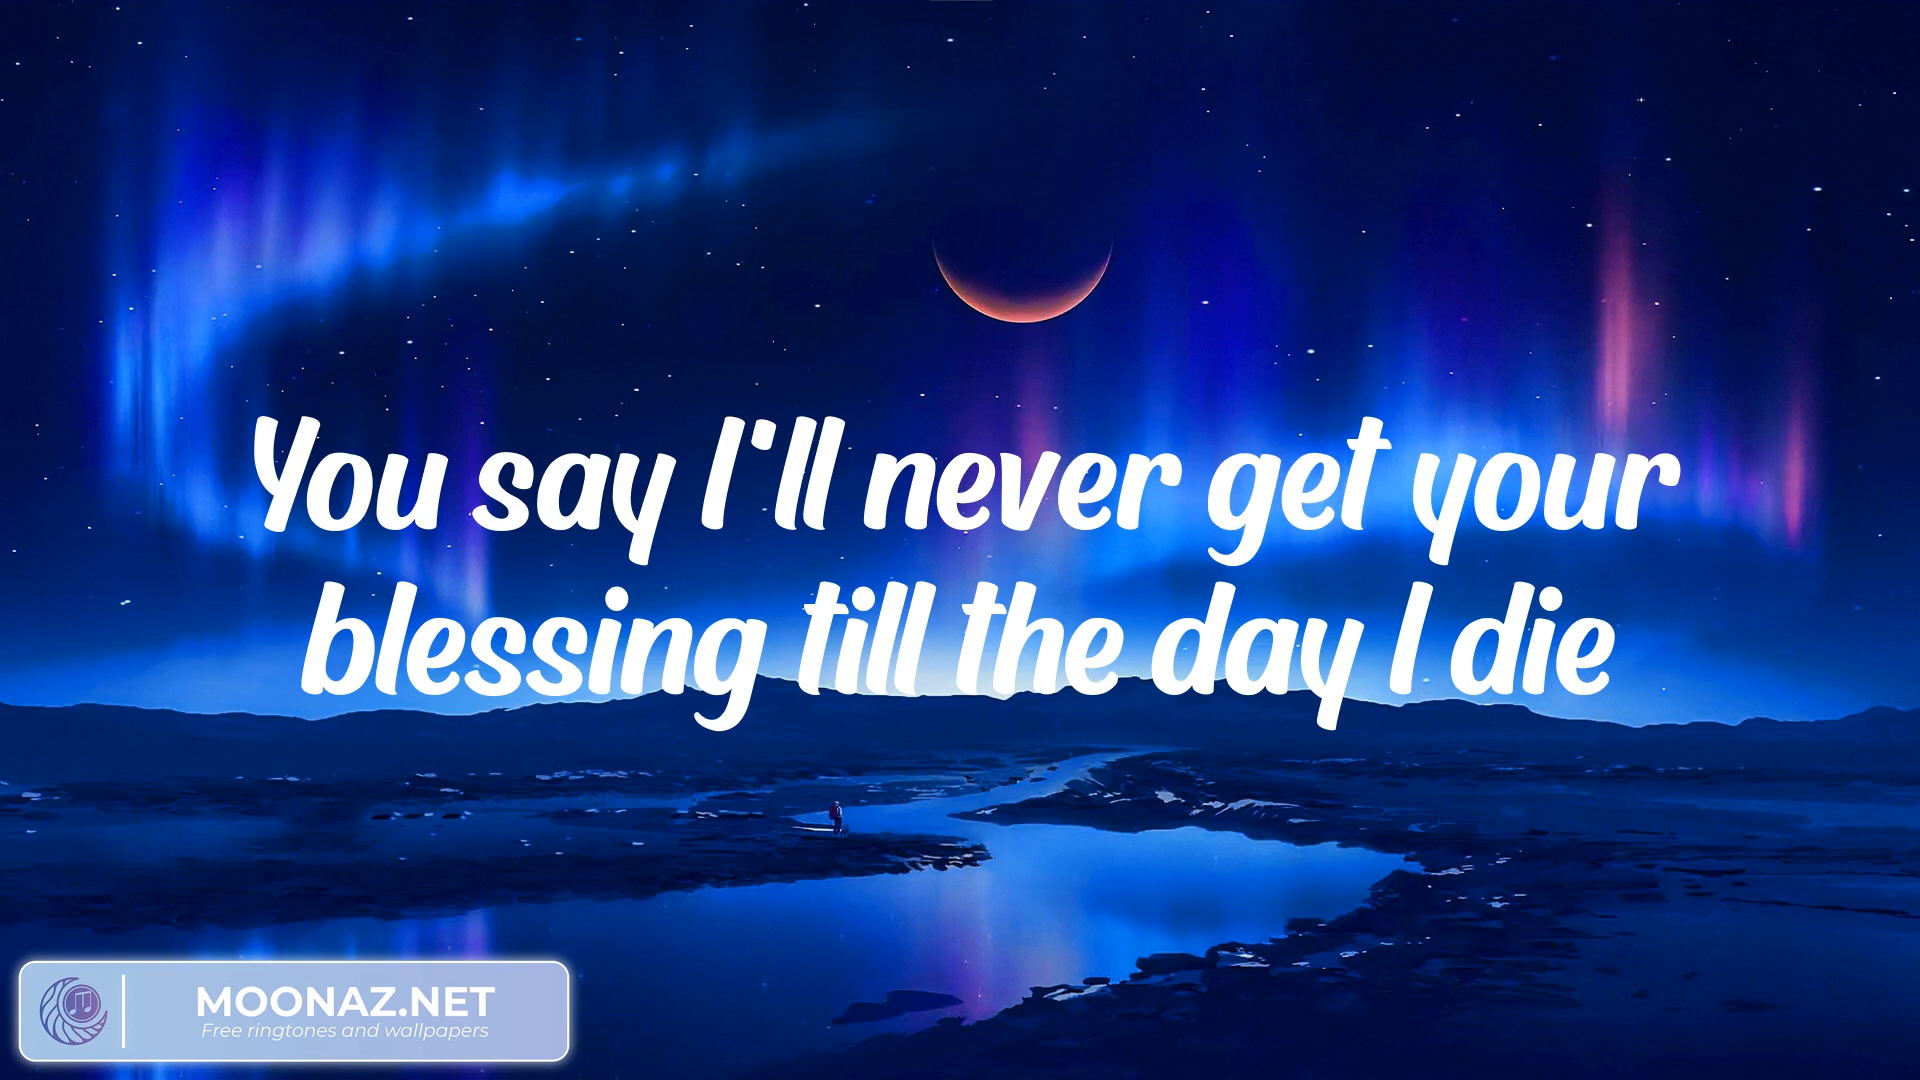 You say I'll never get your
blessing till the day I die
MOONAZ.NET
Free ringtones and wallpapers